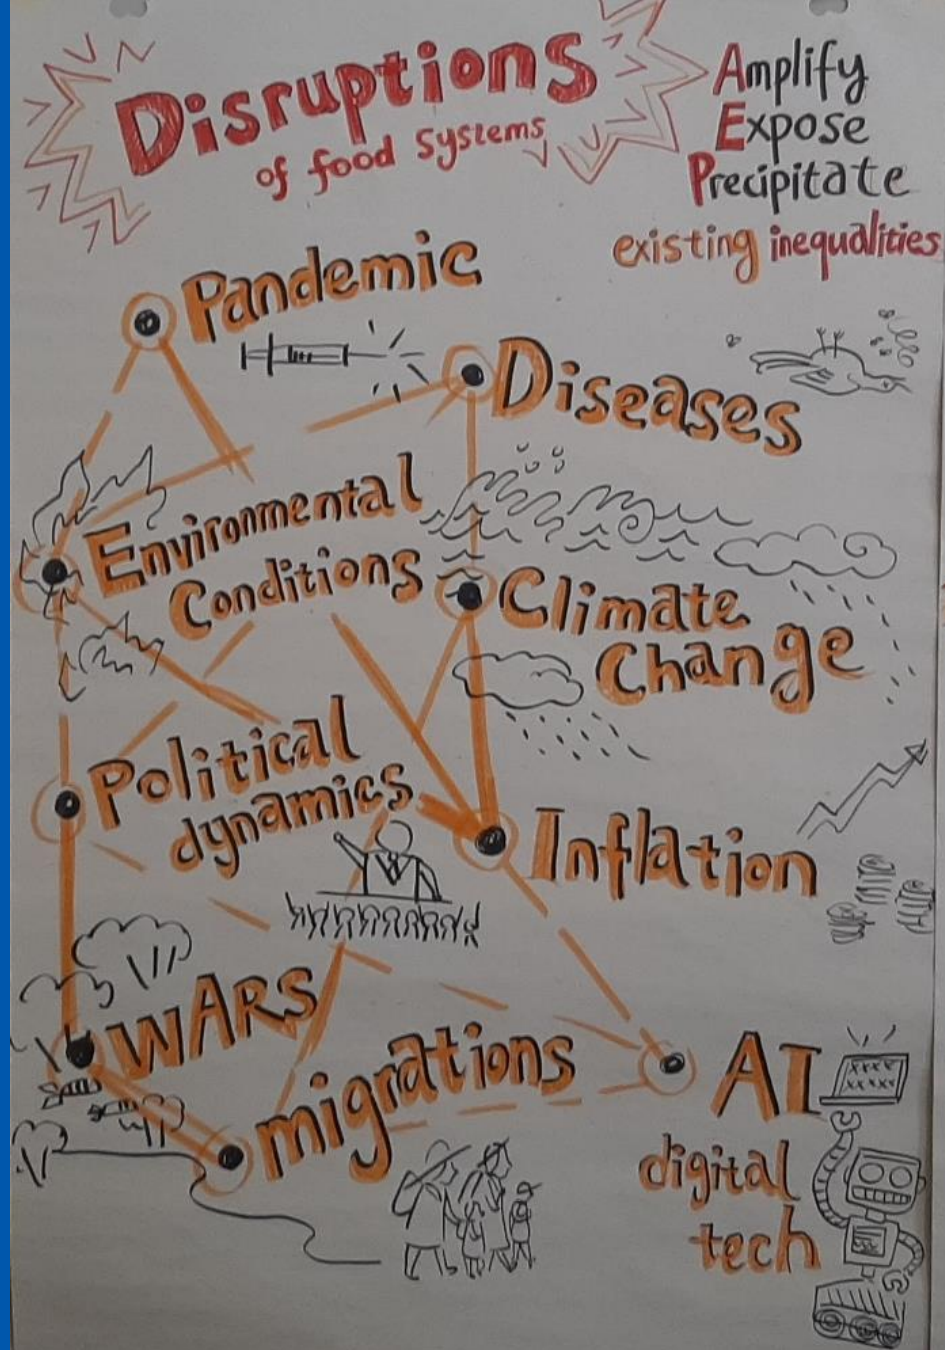 Disruptions
of food systems
Amplify
Expose
Precipitate
existing inequalities
Pandemic
Diseases
Environmental
Conditions
Climate
Change
Political
dynamics
Inflation
WARS
migrations
AI
digital
tech